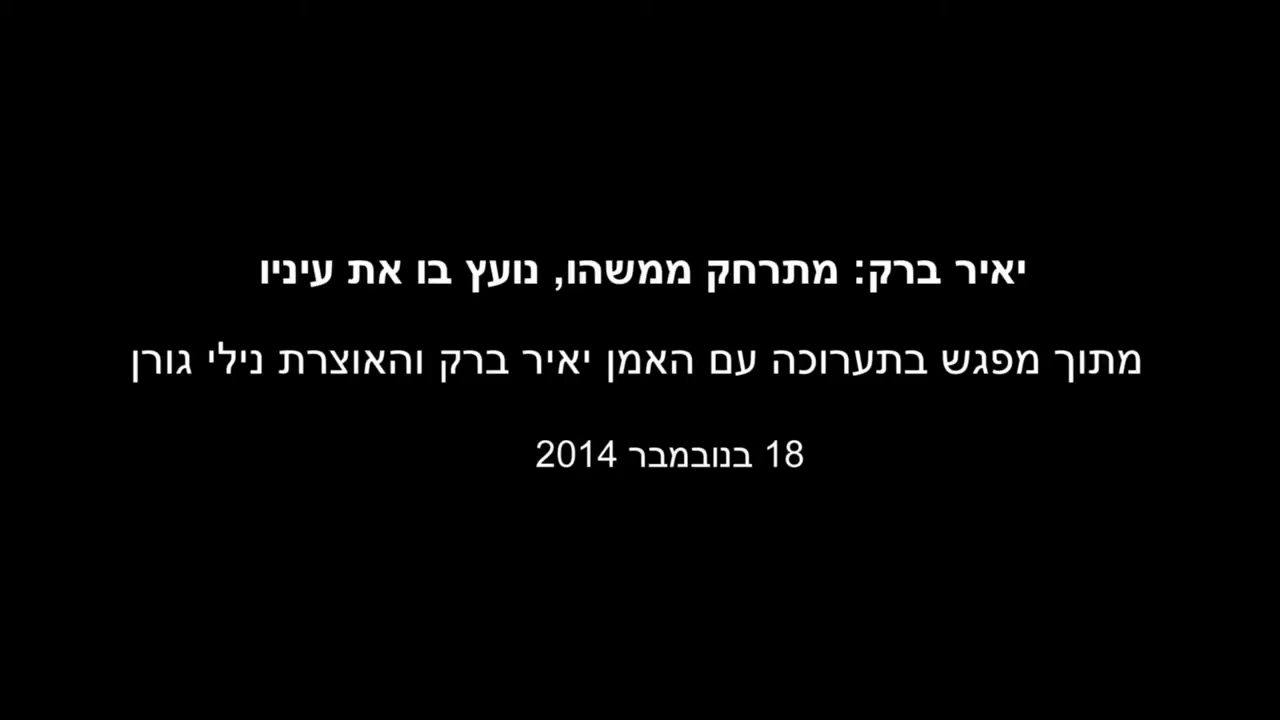 יאיר ברק: מתרחק ממשהו, נועץ בו את עיניו
מתוך מפגש בתערוכה עם האמן יאיר ברק והאוצרת נילי גורן
18 בנובמבר 2014